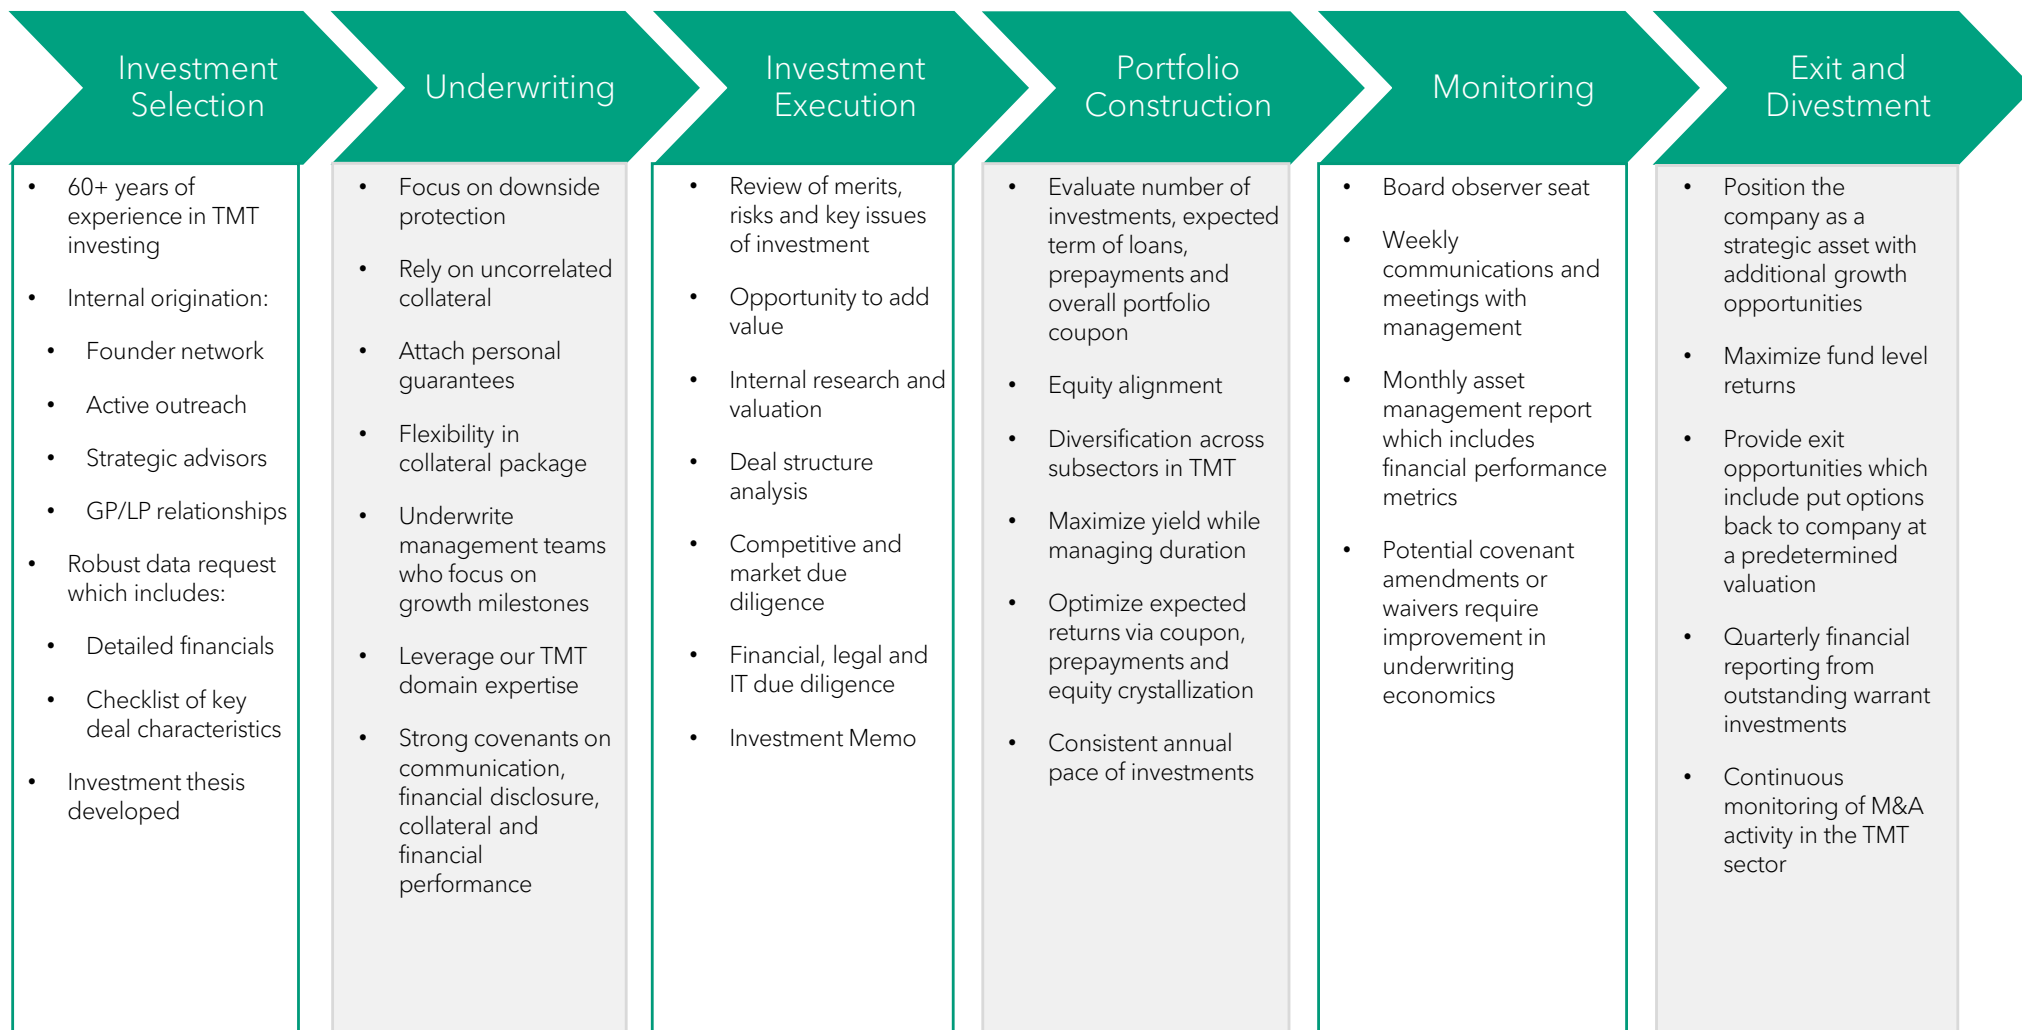 Investment
Selection
Underwriting
Investment
Execution
Portfolio
Construction
Monitoring
Exit and
Divestment
• 60+ years of
experience in TMT
investing
• Internal origination:
• Founder network
• Active outreach
• Strategic advisors
• GP/LP relationships
• Robust data request
which includes:
• Detailed financials
• Checklist of key
deal characteristics
• Investment thesis
developed
• Focus on downside
protection
• Rely on uncorrelated
collateral
• Attach personal
guarantees
• Flexibility in
collateral package
• Underwrite
management teams
who focus on
growth milestones
• Leverage our TMT
domain expertise
• Strong covenants on
communication,
financial disclosure,
collateral and
financial
performance
• Review of merits,
risks and key issues
of investment
• Opportunity to add
value
• Internal research and
valuation
• Deal structure
analysis
• Competitive and
market due
diligence
• Financial, legal and
IT due diligence
• Investment Memo
• Evaluate number of
investments, expected
term of loans,
prepayments and
overall portfolio
coupon
• Equity alignment
• Diversification across
subsectors in TMT
• Maximize yield while
managing duration
• Optimize expected
returns via coupon,
prepayments and
equity crystallization
• Consistent annual
pace of investments
• Board observer seat
• Weekly
communications and
meetings with
management
• Monthly asset
management report
which includes
financial performance
metrics
• Potential covenant
amendments or
waivers require
improvement in
underwriting
economics
• Position the
company as a
strategic asset with
additional growth
opportunities
• Maximize fund level
returns
• Provide exit
opportunities which
include put options
back to company at
a predetermined
valuation
• Quarterly financial
reporting from
outstanding warrant
investments
• Continuous
monitoring of M&A
activity in the TMT
sector